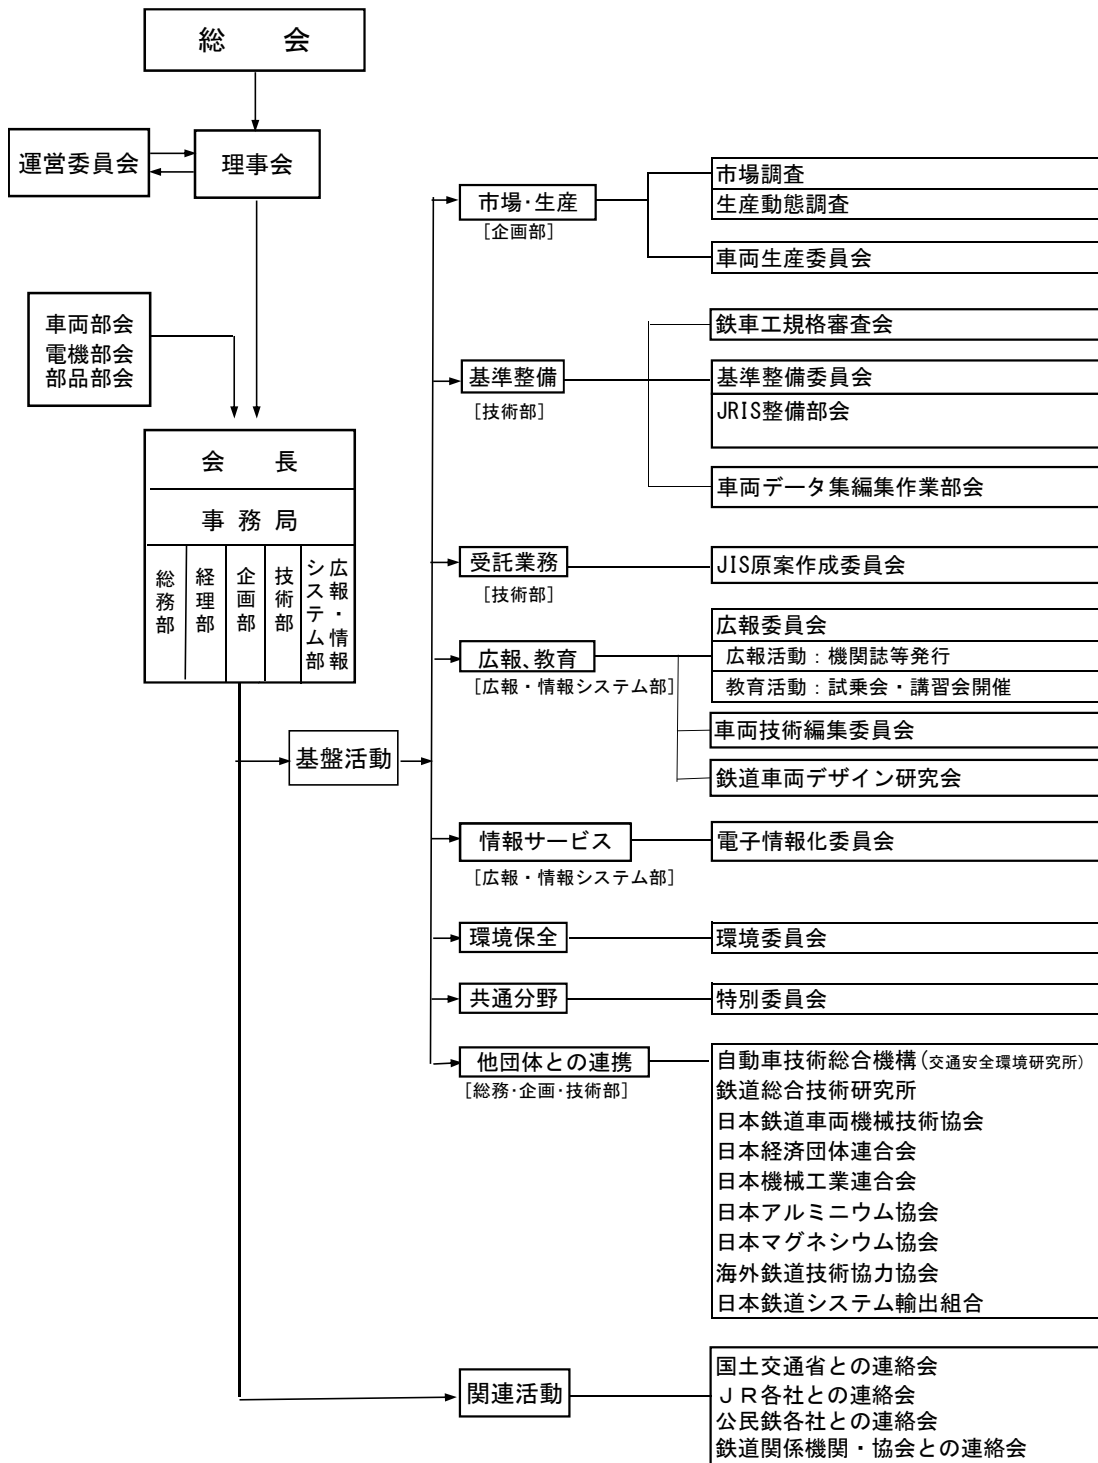 総　会
運営委員会
理事会
車両部会
電機部会
部品部会
会　長
事 務 局
総務部
経理部
企画部
技術部
広報・情報
システム部
基盤活動
市場・生産
[企画部]
市場調査
生産動態調査
車両生産委員会
基準整備
[技術部]
鉄車工規格審査会
基準整備委員会
JRIS整備部会
車両データ集編集作業部会
受託業務
[技術部]
JIS原案作成委員会
広報、教育
[広報・情報システム部]
広報委員会
広報活動：機関誌等発行
教育活動：試乗会・講習会開催
車両技術編集委員会
鉄道車両デザイン研究会
情報サービス
[広報・情報システム部]
電子情報化委員会
環境保全
環境委員会
共通分野
特別委員会
他団体との連携
[総務・企画・技術部]
自動車技術総合機構(交通安全環境研究所)
鉄道総合技術研究所
日本鉄道車両機械技術協会
日本経済団体連合会
日本機械工業連合会
日本アルミニウム協会
日本マグネシウム協会
海外鉄道技術協力協会
日本鉄道システム輸出組合
関連活動
国土交通省との連絡会
ＪＲ各社との連絡会
公民鉄各社との連絡会
鉄道関係機関・協会との連絡会